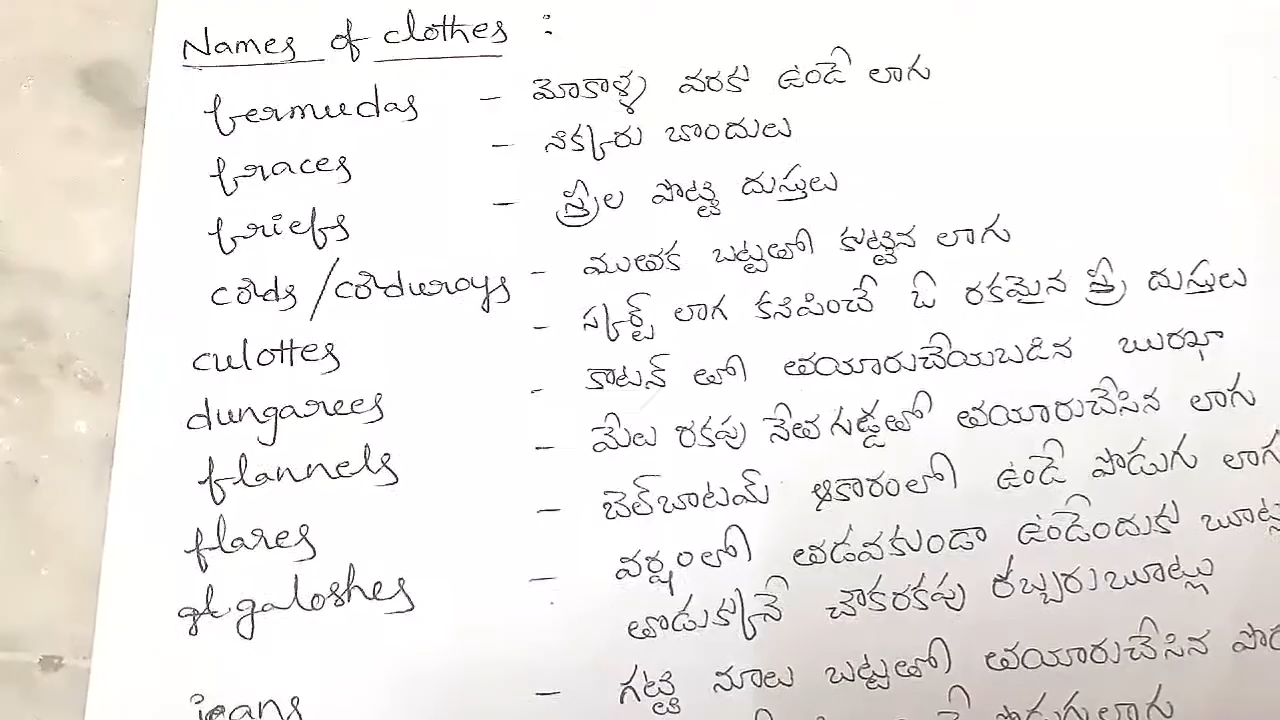 Names of clothes :
bermudas - మోకాళ్ళ వరకు ఉండే లాగు
braces - నిక్కరు బొందులు
briefs - స్త్రీల పొట్టి దుస్తులు
cords/corduroys - ముతక బట్టతో కుట్టిన లాగు
culottes - స్కర్ట్ లాగ కనిపించే ఓ రకమైన స్త్రీ దుస్తులు
dungarees - కాటన్ తో తయారుచేయబడిన బురఖా
flannels - మేలు రకపు నేత గుడ్డతో తయారుచేసిన లాగు
flares - బెల్‌బాటమ్ ఆకారంలో ఉండే పొడుగు లాగు
galoshes - వర్షంలో తడవకుండా ఉండేందుకు
తొడుక్కునే చౌకరకపు రబ్బరుబూట్లు
jeans - గట్టి నూలు బట్టతో తయారుచేసిన